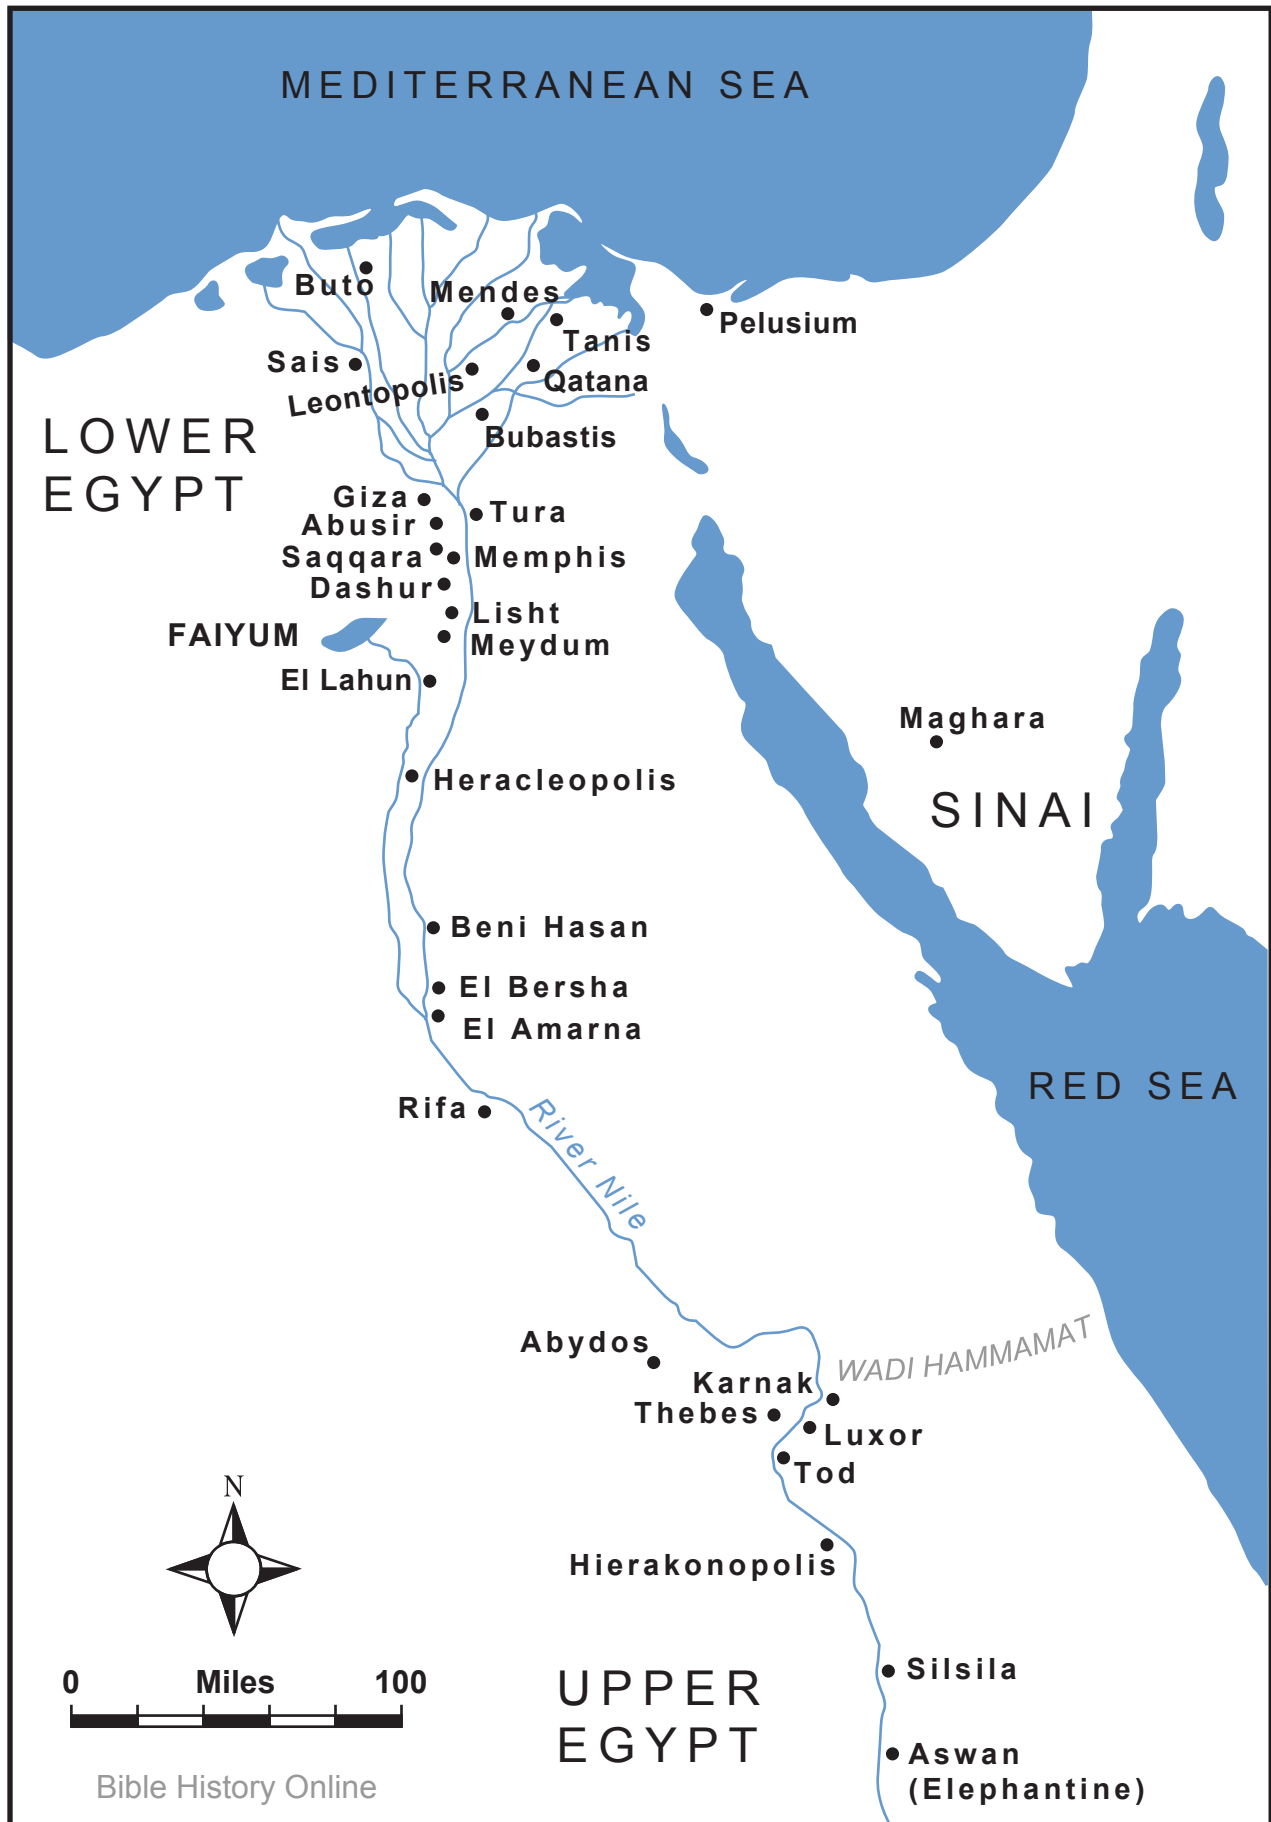 MEDITERRANEAN SEA
Buto
Mendes
Pelusium
Tanis
Sais
Leontopolis
Qatana
LOWER
EGYPT
Bubastis
Giza
Tura
Abusir
Saqqara
Memphis
Dashur
Lisht
FAIYUM
Meydum
El Lahun
Maghara
Heracleopolis
SINAI
Beni Hasan
El Bersha
El Amarna
RED SEA
Rifa
River Nile
Abydos
WADI HAMMAMAT
Karnak
Thebes
Luxor
Tod
N
Hierakonopolis
Silsila
0 Miles 100
UPPER
EGYPT
Aswan
(Elephantine)
Bible History Online